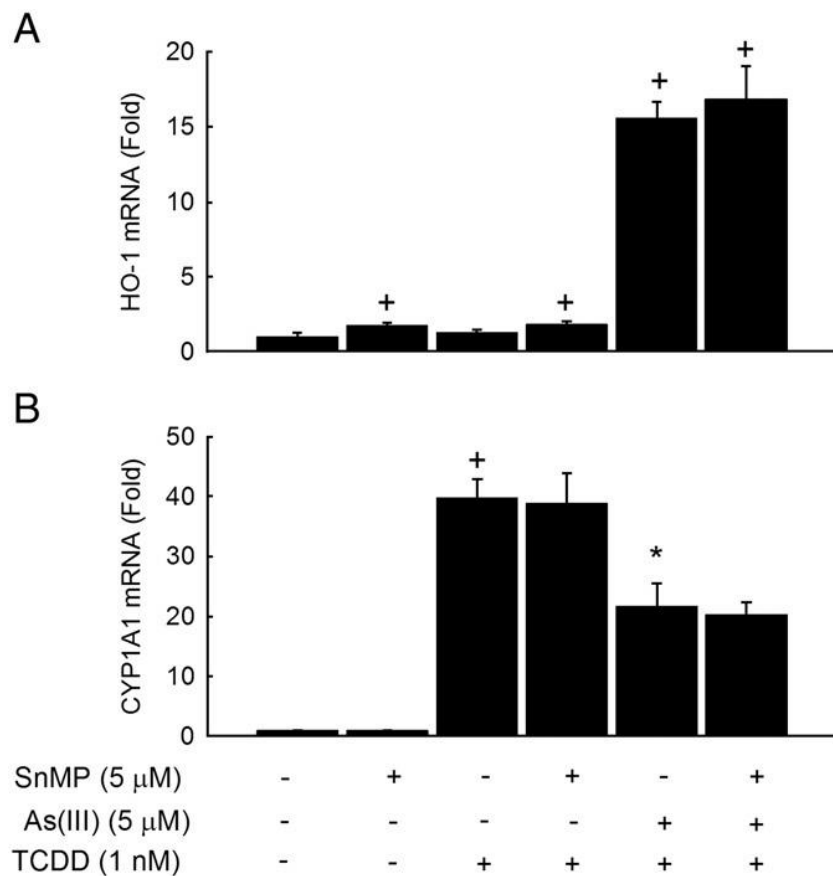 A
HO-1 mRNA (Fold)
20
15
10
5
0
+
+
+
+
B
CYP1A1 mRNA (Fold)
50
40
30
20
10
0
+
*
SnMP (5 μM) - + - + - +
As(III) (5 μM) - - - - + +
TCDD (1 nM) - - + + + +